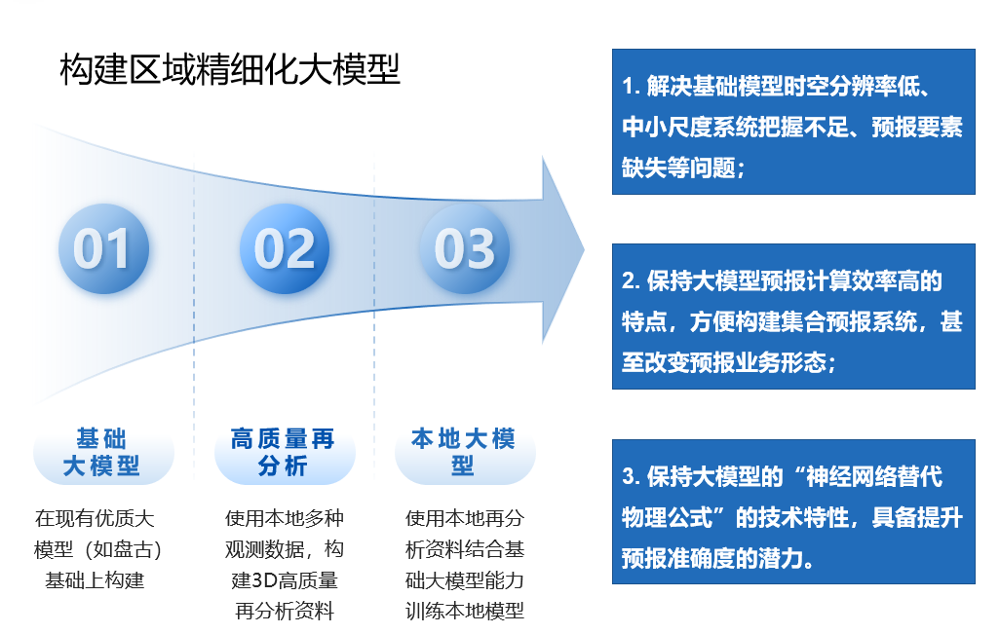 构建区域精细化大模型
01
02
03
基础
大模型
高质量再
分析
本地大模
型
在现有优质大
模型（如盘古）
基础上构建
使用本地多种
观测数据，构
建3D高质量
再分析资料
使用本地再分
析资料结合基
础大模型能力
训练本地模型
1. 解决基础模型时空分辨率低、
中小尺度系统把握不足、预报要素
缺失等问题；
2. 保持大模型预报计算效率高的
特点，方便构建集合预报系统，甚
至改变预报业务形态；
3. 保持大模型的“神经网络替代
物理公式”的技术特性，具备提升
预报准确度的潜力。